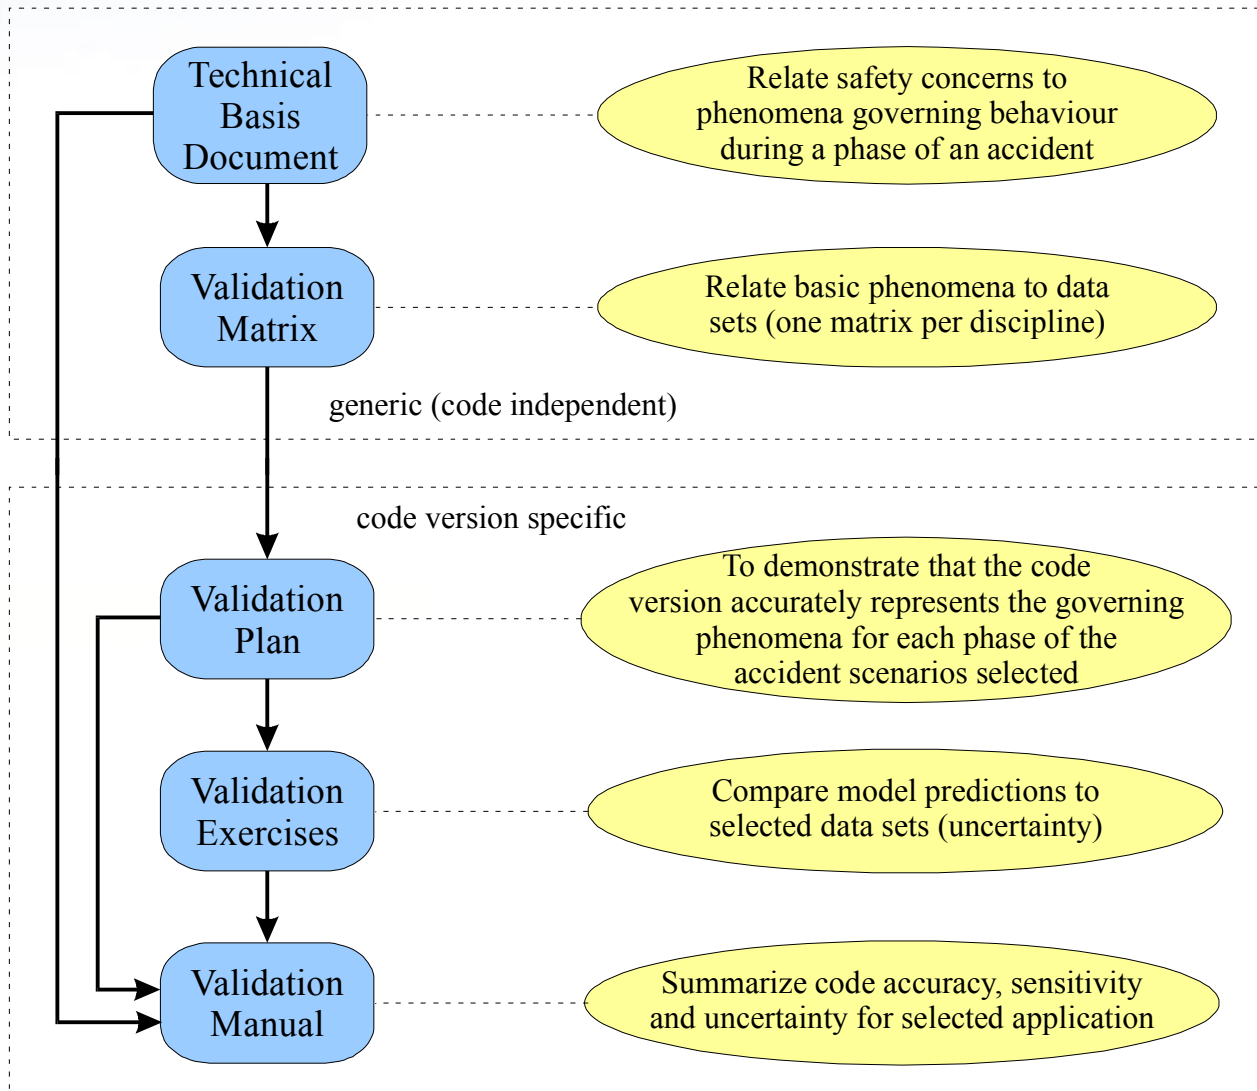 Technical
Basis
Document
Relate safety concerns to
phenomena governing behaviour
during a phase of an accident
Validation
Matrix
Relate basic phenomena to data
sets (one matrix per discipline)
generic (code independent)
code version specific
Validation
Plan
To demonstrate that the code
version accurately represents the governing
phenomena for each phase of the
accident scenarios selected
Validation
Exercises
Compare model predictions to
selected data sets (uncertainty)
Validation
Manual
Summarize code accuracy, sensitivity
and uncertainty for selected application